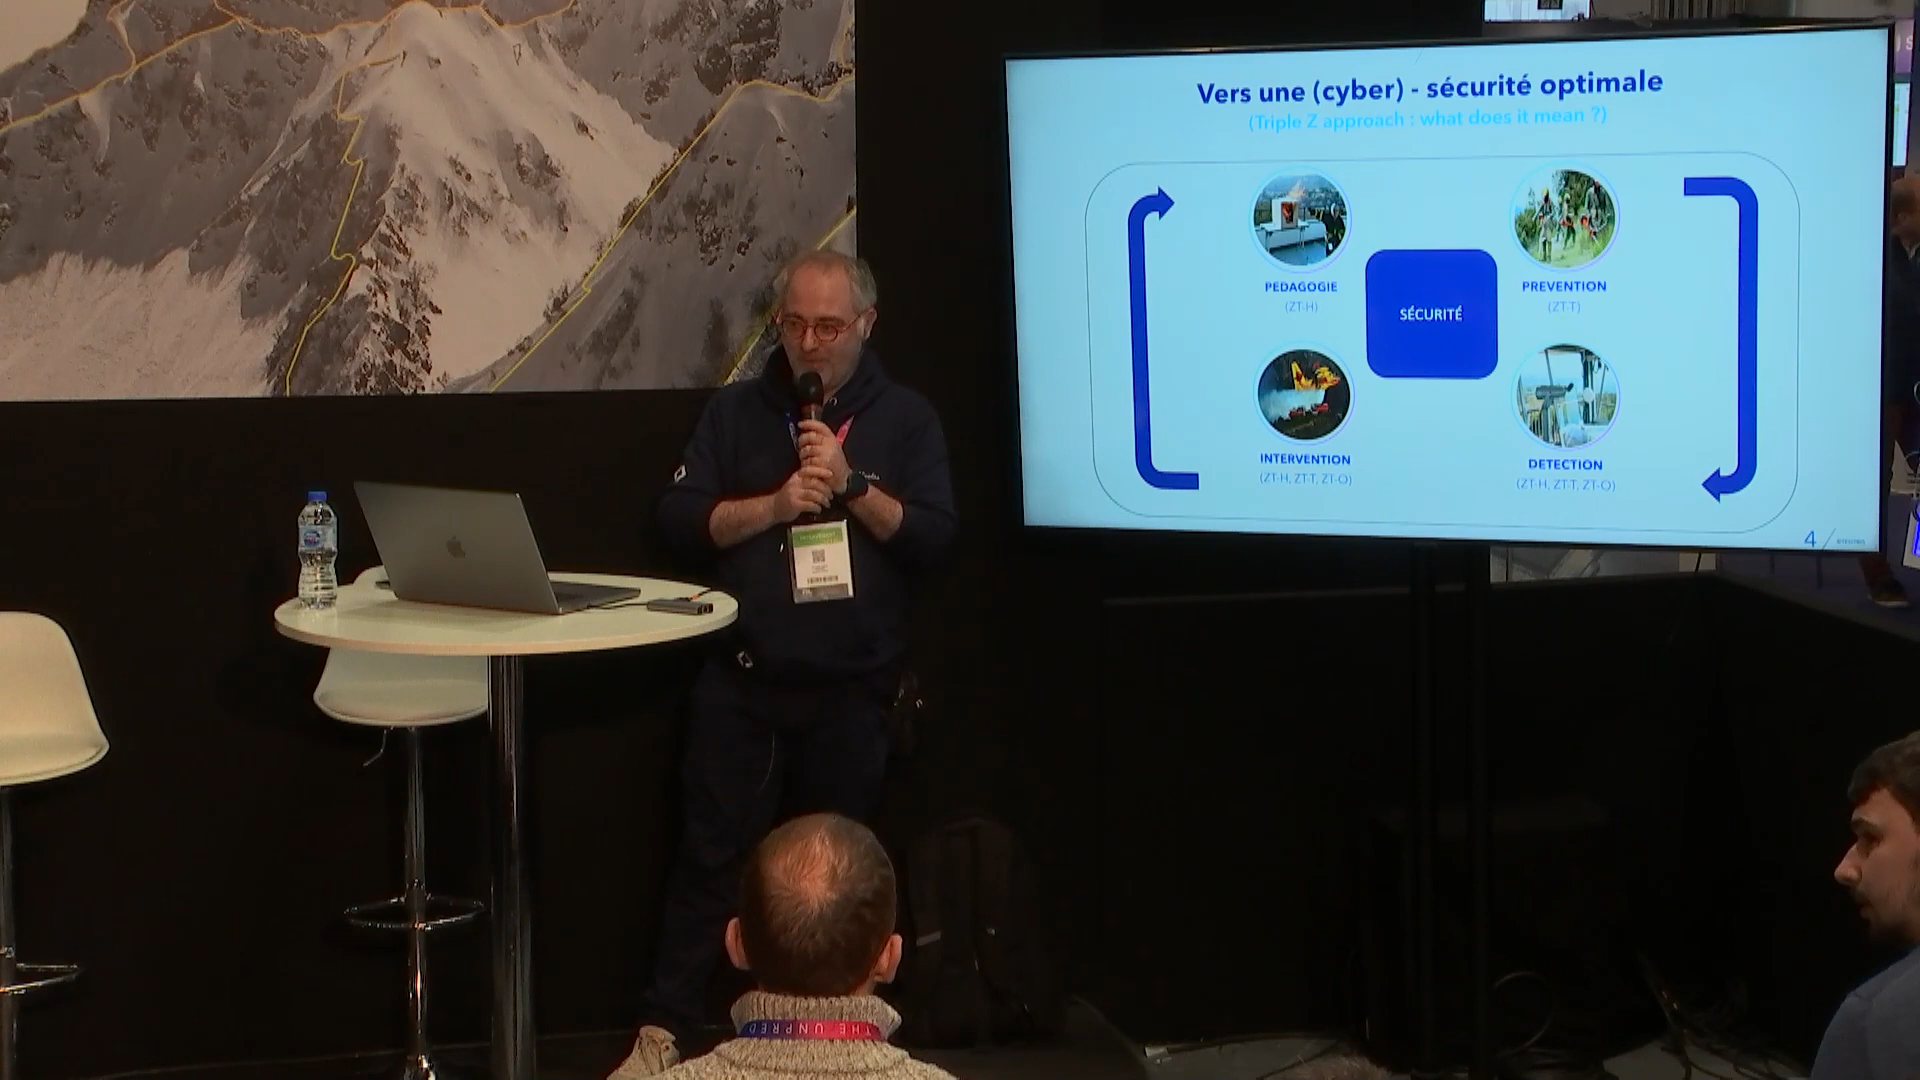 Vers une (cyber) - sécurité optimale
(Triple Z approach : what does it mean ?)
PEDAGOGIE
(ZT-H)
PREVENTION
(ZT-T)
SÉCURITÉ
INTERVENTION
(ZT-H, ZT-T, ZT-O)
DETECTION
(ZT-H, ZT-T, ZT-O)
4
THE UNPRED